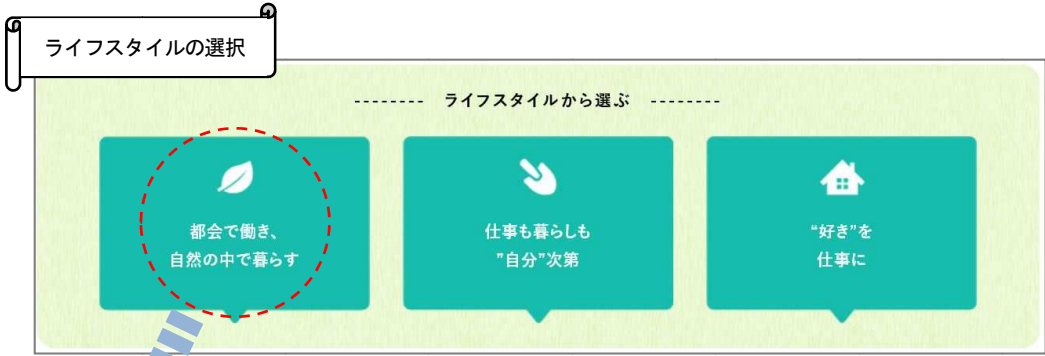 ライフスタイルの選択
-------- ライフスタイルから選ぶ --------
都会で働き、
自然の中で暮らす
仕事も暮らしも
”自分”次第
“好き”を
仕事に